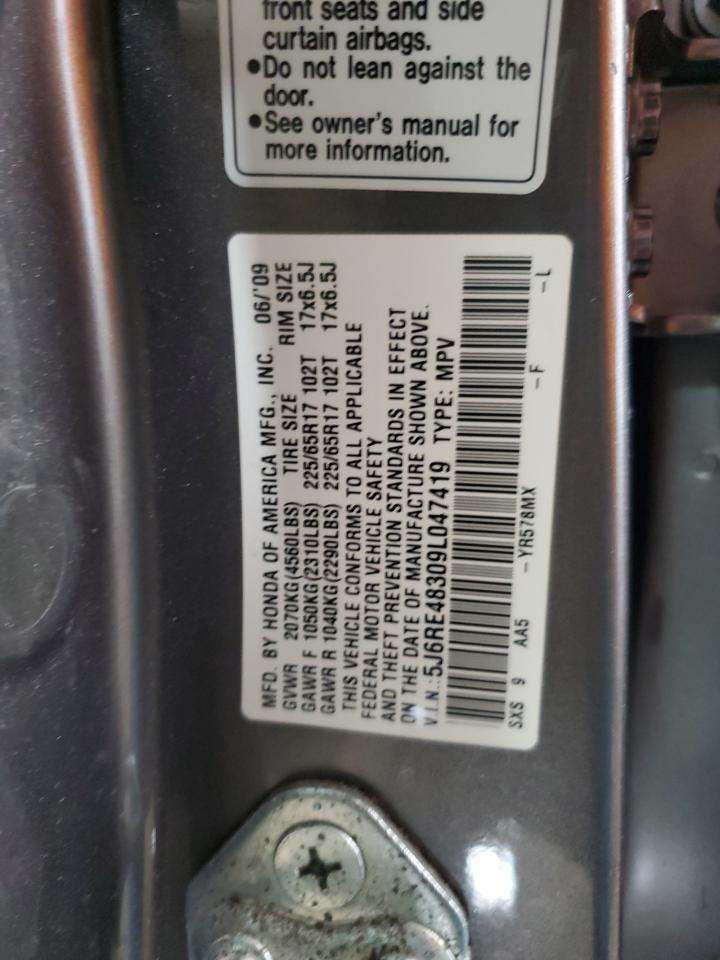 front seats and side
curtain airbags.
•Do not lean against the
door.
•See owner's manual for
more information.
MFD. BY HONDA OF AMERICA MFG., INC. 06/'09
GVWR 2070KG(4560LBS) TIRE SIZE RIM SIZE
GAWR F 1050KG(2310LBS) 225/65R17 102T 17x6.5J
GAWR R 1040KG(2290LBS) 225/65R17 102T 17x6.5J
THIS VEHICLE CONFORMS TO ALL APPLICABLE
FEDERAL MOTOR VEHICLE SAFETY
AND THEFT PREVENTION STANDARDS IN EFFECT
ON THE DATE OF MANUFACTURE SHOWN ABOVE.
V.I.N.:5J6RE48309L047419 TYPE: MPV
SXS 9 AA5 -YR578MX -F -L